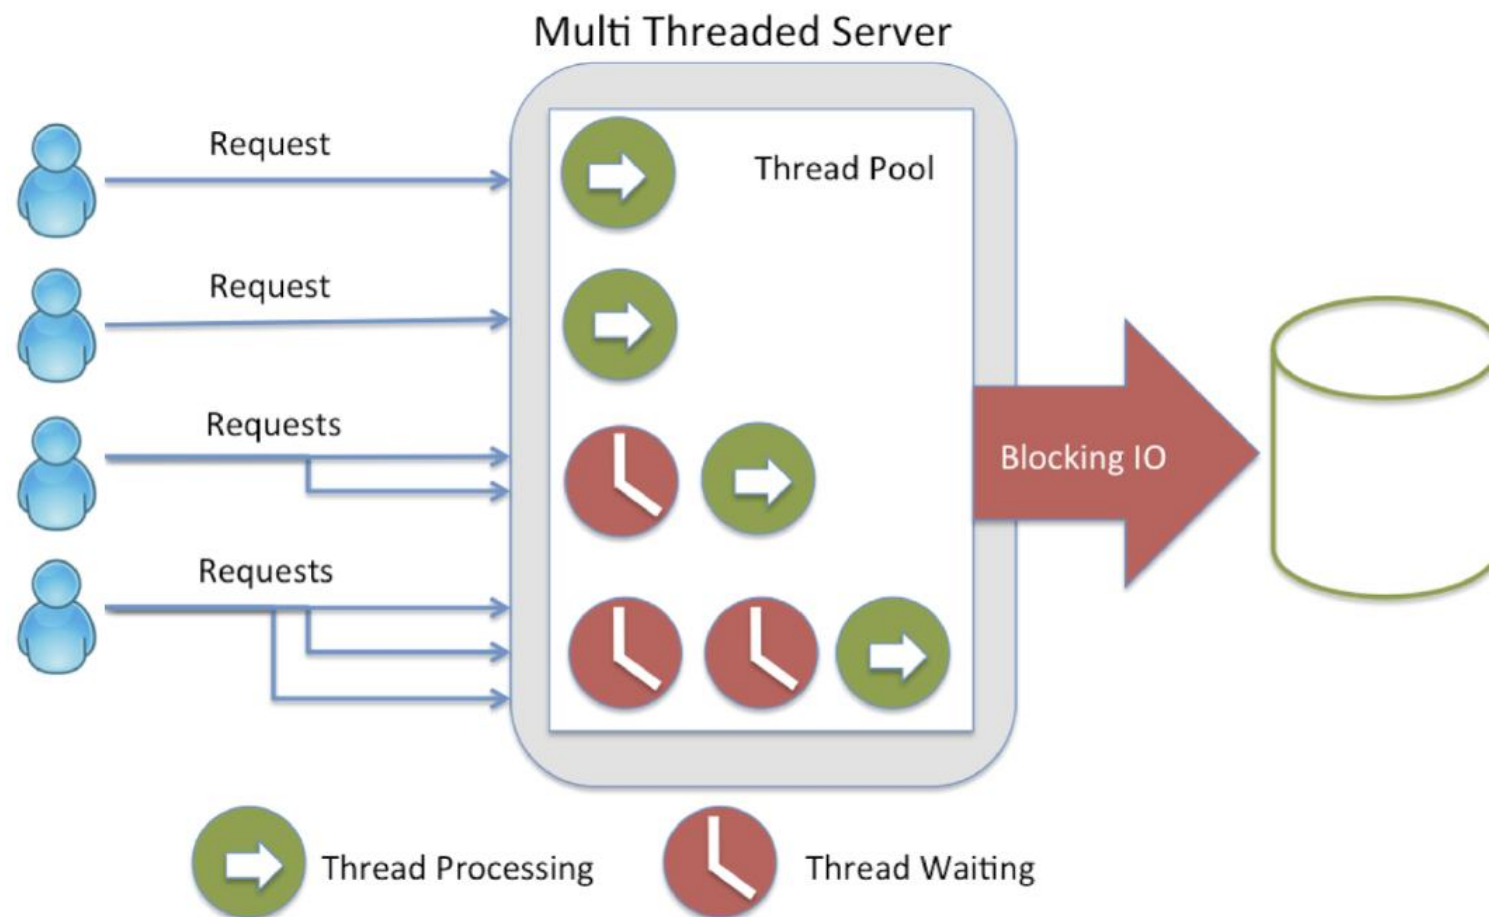 Multi Threaded Server
Request
Thread Pool
Request
Requests
Blocking IO
Requests
Thread Processing
Thread Waiting